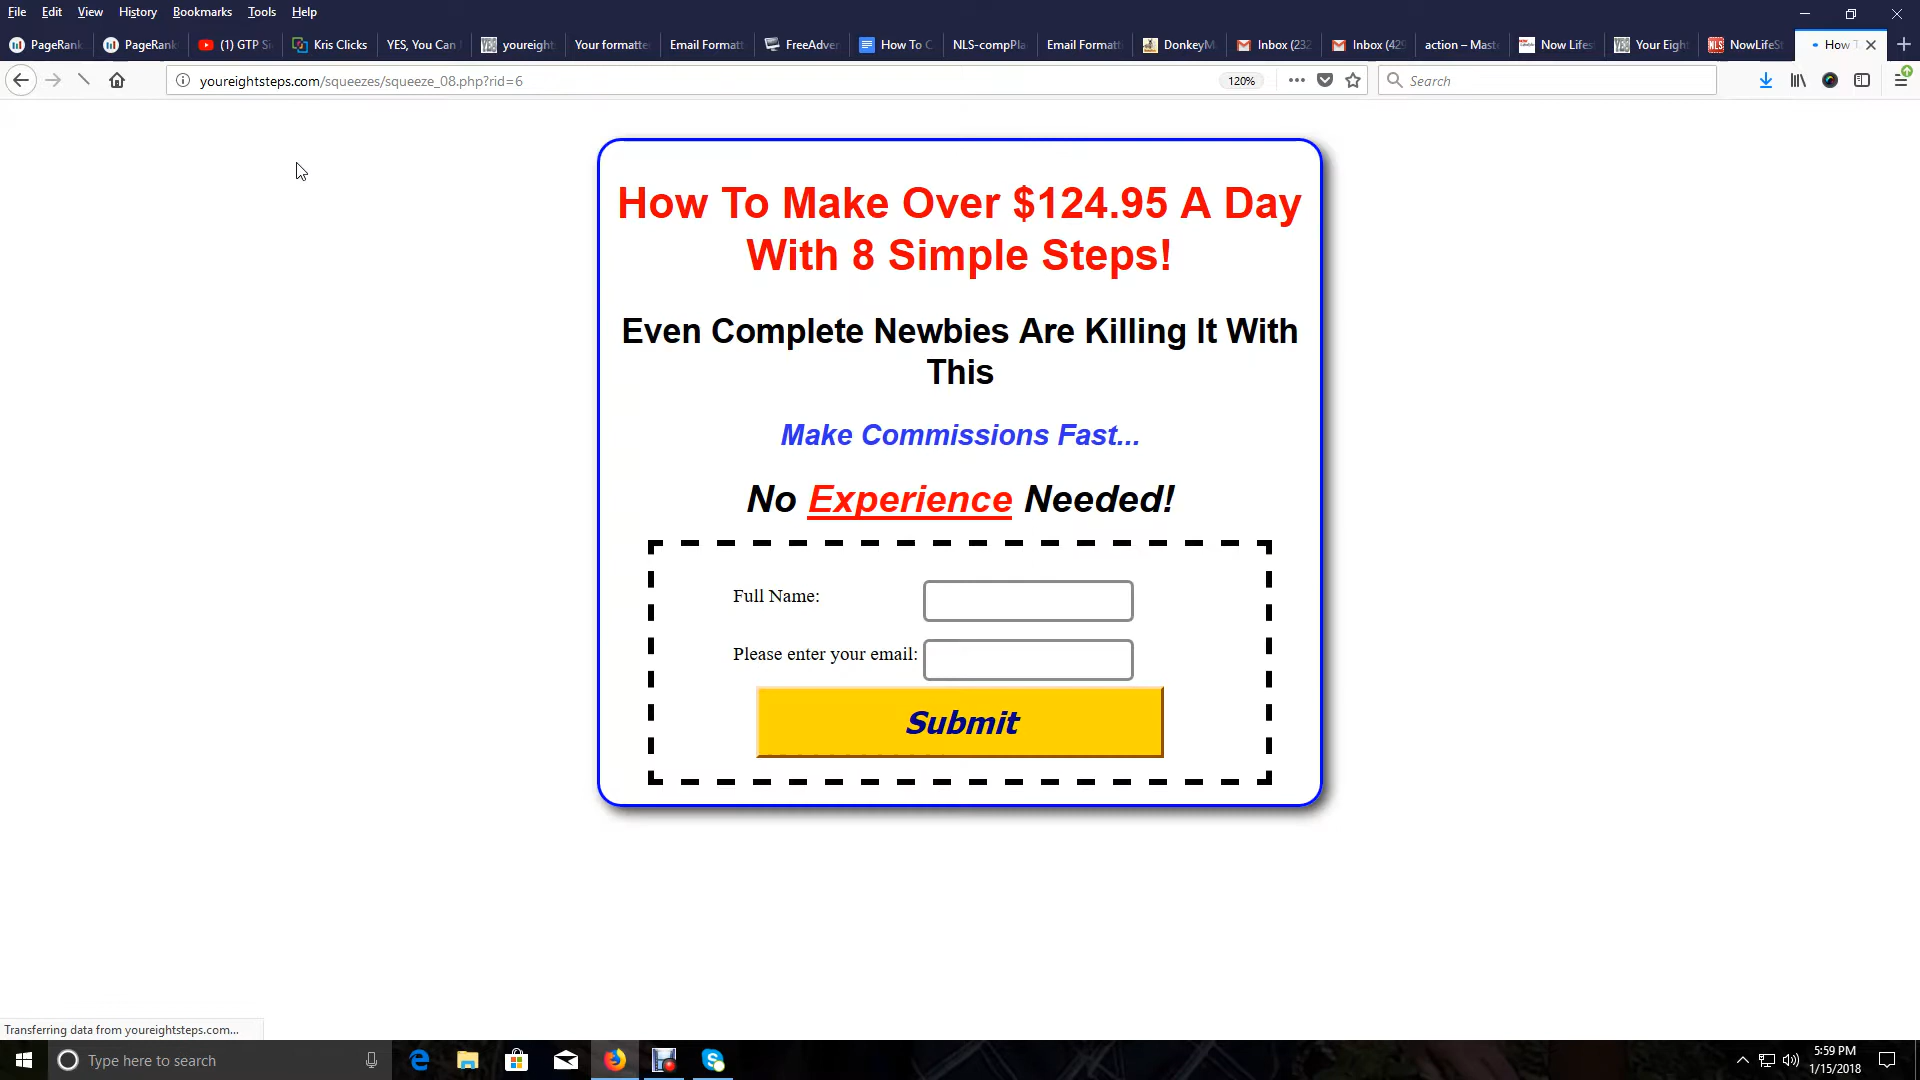 File Edit View History Bookmarks Tools Help
PageRank PageRank (1) GTP Si Kris Clicks YES, You Can youreight Your formatte Email Formatt FreeAdver How To C NLS-compPla Email Formatt DonkeyM Inbox (232 Inbox (429 action – Mast Now Lifes Your Eigh NowLifeSt How T
youreightsteps.com/squeezes/squeeze_08.php?rid=6 120% Search
How To Make Over $124.95 A Day
With 8 Simple Steps!
Even Complete Newbies Are Killing It With
This
Make Commissions Fast...
No Experience Needed!
Full Name:
Please enter your email:
Submit
Transferring data from youreightsteps.com...
Type here to search
5:59 PM
1/15/2018